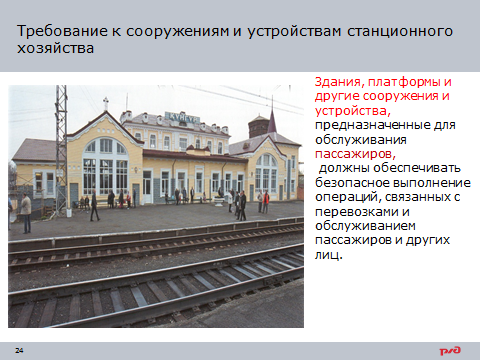 Требование к сооружениям и устройствам станционного
хозяйства
КУНГУР
Здания, платформы и
другие сооружения и
устройства,
предназначенные для
обслуживания
пассажиров,
должны обеспечивать
безопасное выполнение
операций, связанных с
перевозками и
обслуживанием
пассажиров и других
лиц.
24
РЖД